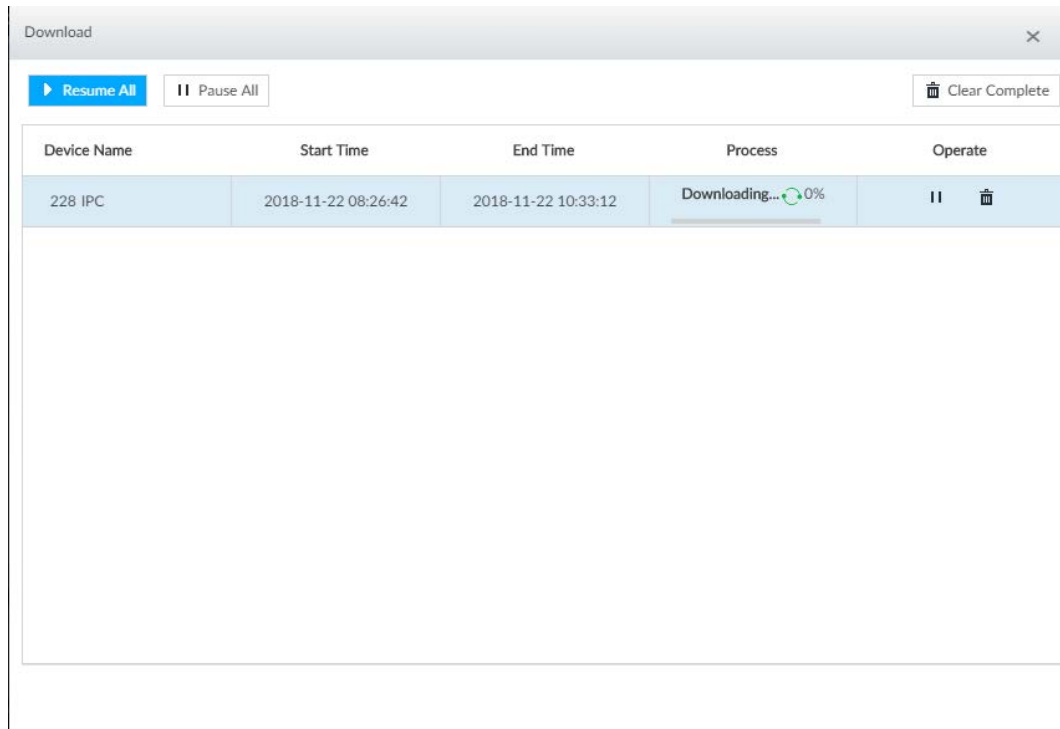 Download
Resume All Pause All Clear Complete
Device Name Start Time End Time Process Operate
228 IPC 2018-11-22 08:26:42 2018-11-22 10:33:12 Downloading... 0%